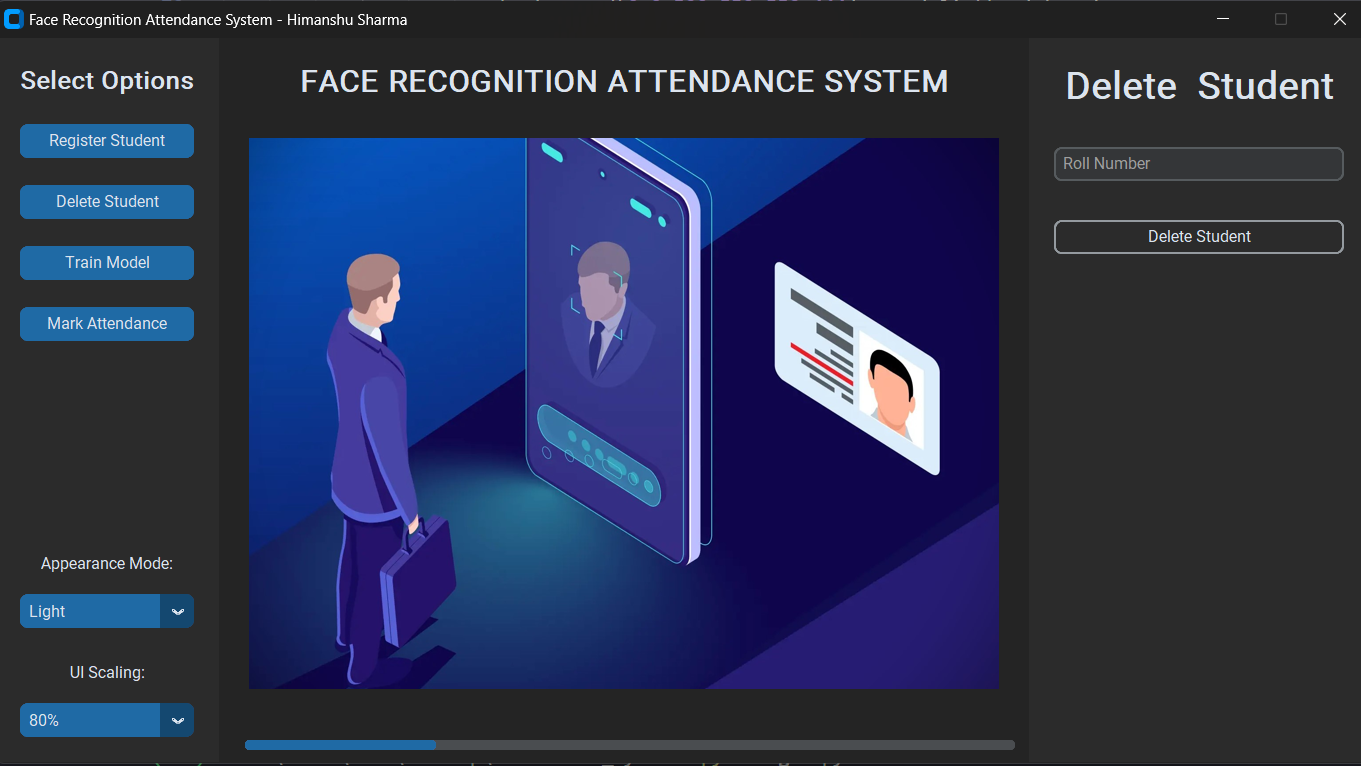 Face Recognition Attendance System - Himanshu Sharma
Select Options
Register Student
Delete Student
Train Model
Mark Attendance
Appearance Mode:
Light
UI Scaling:
80%
FACE RECOGNITION ATTENDANCE SYSTEM
Delete Student
Roll Number
Delete Student